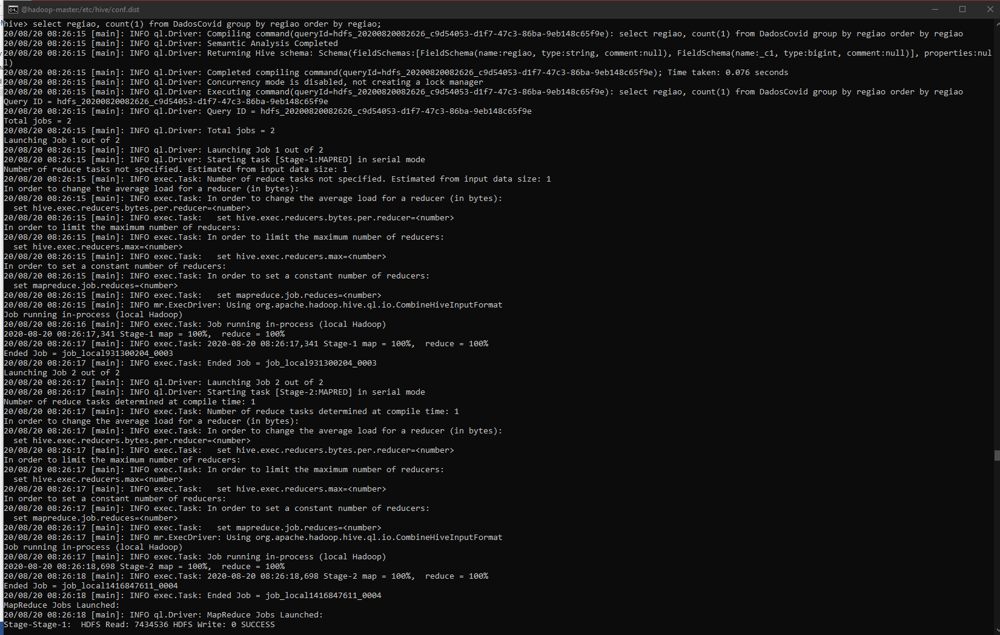 @hadoop-master:/etc/hive/conf.dist
hive> select regiao, count(1) from DadosCovid group by regiao order by regiao;
20/08/20 08:26:15 [main]: INFO ql.Driver: Compiling command(queryId=hdfs_20200820082626_c9d54053-d1f7-47c3-86ba-9eb148c65f9e): select regiao, count(1) from DadosCovid group by regiao order by regiao
20/08/20 08:26:15 [main]: INFO ql.Driver: Semantic Analysis Completed
20/08/20 08:26:15 [main]: INFO ql.Driver: Returning Hive schema: Schema(fieldSchemas:[FieldSchema(name:regiao, type:string, comment:null), FieldSchema(name:_c1, type:bigint, comment:null)], properties:nul
l)
20/08/20 08:26:15 [main]: INFO ql.Driver: Completed compiling command(queryId=hdfs_20200820082626_c9d54053-d1f7-47c3-86ba-9eb148c65f9e); Time taken: 0.076 seconds
20/08/20 08:26:15 [main]: INFO ql.Driver: Concurrency mode is disabled, not creating a lock manager
20/08/20 08:26:15 [main]: INFO ql.Driver: Executing command(queryId=hdfs_20200820082626_c9d54053-d1f7-47c3-86ba-9eb148c65f9e): select regiao, count(1) from DadosCovid group by regiao order by regiao
Query ID = hdfs_20200820082626_c9d54053-d1f7-47c3-86ba-9eb148c65f9e
20/08/20 08:26:15 [main]: INFO ql.Driver: Query ID = hdfs_20200820082626_c9d54053-d1f7-47c3-86ba-9eb148c65f9e
Total jobs = 2
20/08/20 08:26:15 [main]: INFO ql.Driver: Total jobs = 2
Launching Job 1 out of 2
20/08/20 08:26:15 [main]: INFO ql.Driver: Launching Job 1 out of 2
20/08/20 08:26:15 [main]: INFO ql.Driver: Starting task [Stage-1:MAPRED] in serial mode
Number of reduce tasks not specified. Estimated from input data size: 1
20/08/20 08:26:15 [main]: INFO exec.Task: Number of reduce tasks not specified. Estimated from input data size: 1
In order to change the average load for a reducer (in bytes):
20/08/20 08:26:15 [main]: INFO exec.Task: In order to change the average load for a reducer (in bytes):
  set hive.exec.reducers.bytes.per.reducer=<number>
20/08/20 08:26:15 [main]: INFO exec.Task:   set hive.exec.reducers.bytes.per.reducer=<number>
In order to limit the maximum number of reducers:
20/08/20 08:26:15 [main]: INFO exec.Task: In order to limit the maximum number of reducers:
  set hive.exec.reducers.max=<number>
20/08/20 08:26:15 [main]: INFO exec.Task:   set hive.exec.reducers.max=<number>
In order to set a constant number of reducers:
20/08/20 08:26:15 [main]: INFO exec.Task: In order to set a constant number of reducers:
  set mapreduce.job.reduces=<number>
20/08/20 08:26:15 [main]: INFO exec.Task:   set mapreduce.job.reduces=<number>
20/08/20 08:26:15 [main]: INFO mr.ExecDriver: Using org.apache.hadoop.hive.ql.io.CombineHiveInputFormat
Job running in-process (local Hadoop)
20/08/20 08:26:16 [main]: INFO exec.Task: Job running in-process (local Hadoop)
2020-08-20 08:26:17,341 Stage-1 map = 100%,  reduce = 100%
20/08/20 08:26:17 [main]: INFO exec.Task: 2020-08-20 08:26:17,341 Stage-1 map = 100%,  reduce = 100%
Ended Job = job_local931300204_0003
20/08/20 08:26:17 [main]: INFO exec.Task: Ended Job = job_local931300204_0003
Launching Job 2 out of 2
20/08/20 08:26:17 [main]: INFO ql.Driver: Launching Job 2 out of 2
20/08/20 08:26:17 [main]: INFO ql.Driver: Starting task [Stage-2:MAPRED] in serial mode
Number of reduce tasks determined at compile time: 1
20/08/20 08:26:17 [main]: INFO exec.Task: Number of reduce tasks determined at compile time: 1
In order to change the average load for a reducer (in bytes):
20/08/20 08:26:17 [main]: INFO exec.Task: In order to change the average load for a reducer (in bytes):
  set hive.exec.reducers.bytes.per.reducer=<number>
20/08/20 08:26:17 [main]: INFO exec.Task:   set hive.exec.reducers.bytes.per.reducer=<number>
In order to limit the maximum number of reducers:
20/08/20 08:26:17 [main]: INFO exec.Task: In order to limit the maximum number of reducers:
  set hive.exec.reducers.max=<number>
20/08/20 08:26:17 [main]: INFO exec.Task:   set hive.exec.reducers.max=<number>
In order to set a constant number of reducers:
20/08/20 08:26:17 [main]: INFO exec.Task: In order to set a constant number of reducers:
  set mapreduce.job.reduces=<number>
20/08/20 08:26:17 [main]: INFO exec.Task:   set mapreduce.job.reduces=<number>
20/08/20 08:26:17 [main]: INFO mr.ExecDriver: Using org.apache.hadoop.hive.ql.io.CombineHiveInputFormat
Job running in-process (local Hadoop)
20/08/20 08:26:17 [main]: INFO exec.Task: Job running in-process (local Hadoop)
2020-08-20 08:26:18,698 Stage-2 map = 100%,  reduce = 100%
20/08/20 08:26:18 [main]: INFO exec.Task: 2020-08-20 08:26:18,698 Stage-2 map = 100%,  reduce = 100%
Ended Job = job_local1416847611_0004
20/08/20 08:26:18 [main]: INFO exec.Task: Ended Job = job_local1416847611_0004
MapReduce Jobs Launched:
20/08/20 08:26:18 [main]: INFO ql.Driver: MapReduce Jobs Launched:
Stage-Stage-1:  HDFS Read: 7434536 HDFS Write: 0 SUCCESS